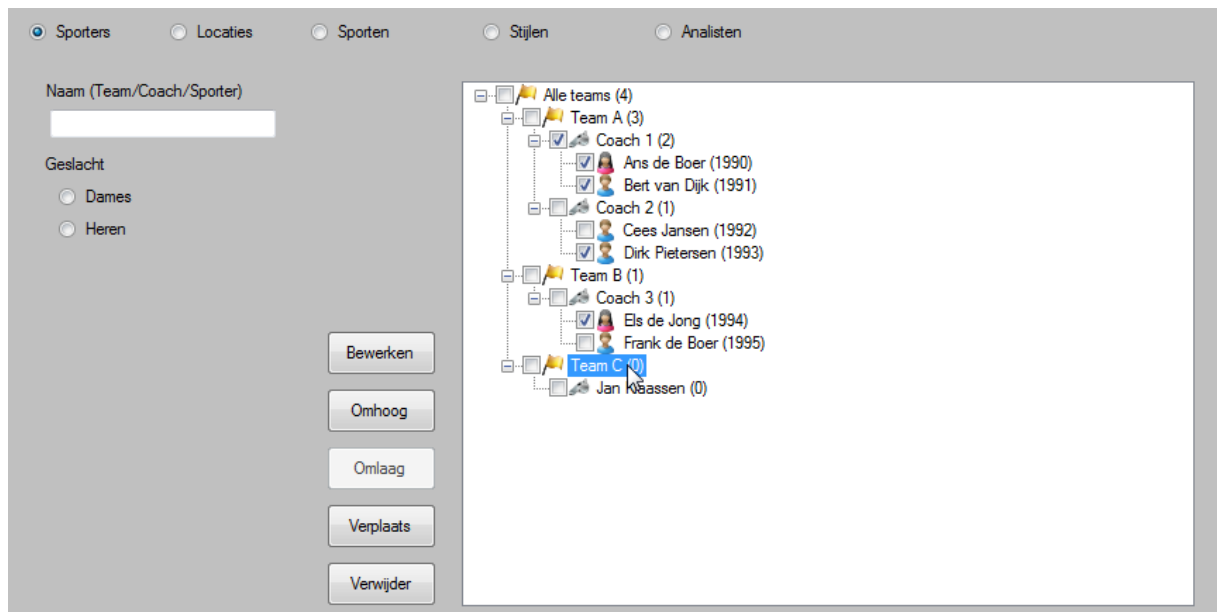 Sporters Locaties Sporten Stijlen Analisten
Naam (Team/Coach/Sporter)
Geslacht
Dames
Heren
Bewerken
Omhoog
Omlaag
Verplaats
Verwijder
Alle teams (4)
Team A (3)
Coach 1 (2)
Ans de Boer (1990)
Bert van Dijk (1991)
Coach 2 (1)
Cees Jansen (1992)
Dirk Pietersen (1993)
Team B (1)
Coach 3 (1)
Els de Jong (1994)
Frank de Boer (1995)
Team C (0)
Jan Klaassen (0)